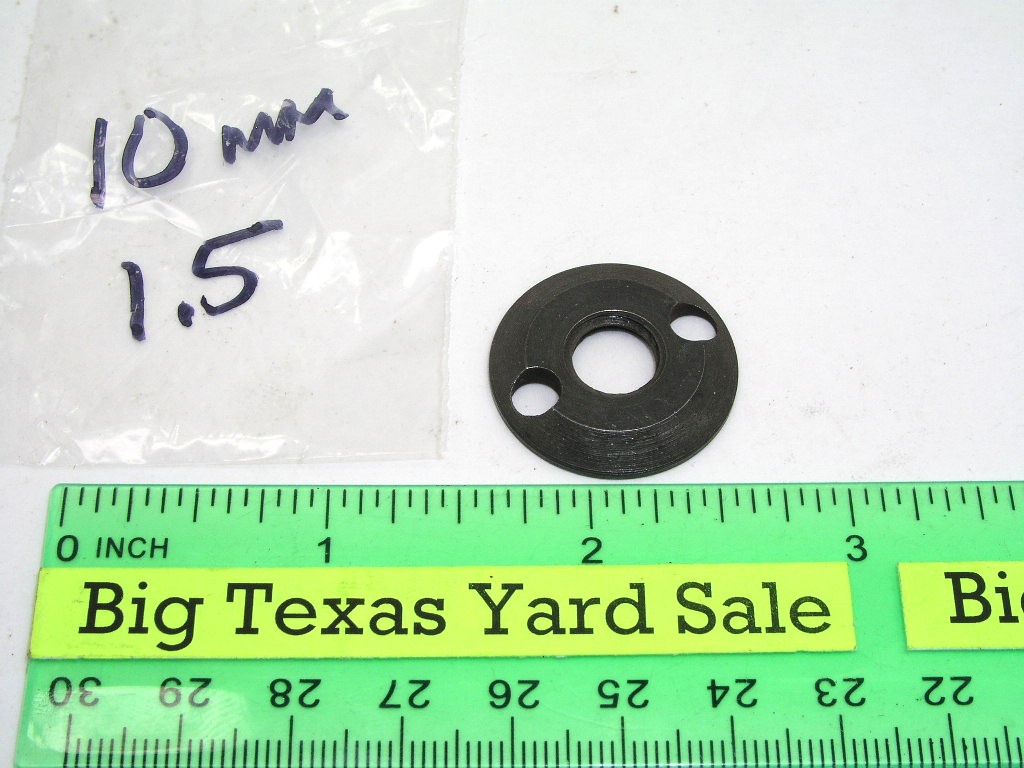 10 mm
1.5
0 INCH 1 2 3
Big Texas Yard Sale Bi
30 29 28 27 26 25 24 23 22